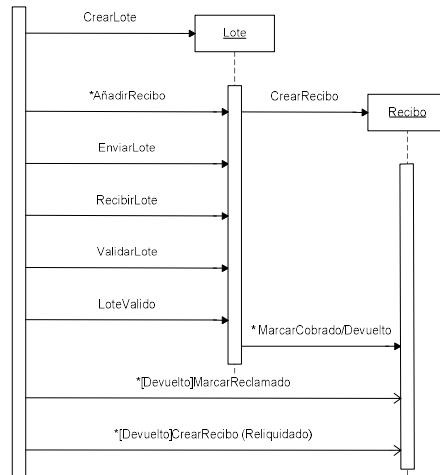 CrearLote
Lote
*AñadirRecibo
CrearRecibo
Recibo
EnviarLote
RecibirLote
ValidarLote
LoteValido
* MarcarCobrado/Devuelto
*[Devuelto]MarcarReclamado
*[Devuelto]CrearRecibo (Reliquidado)